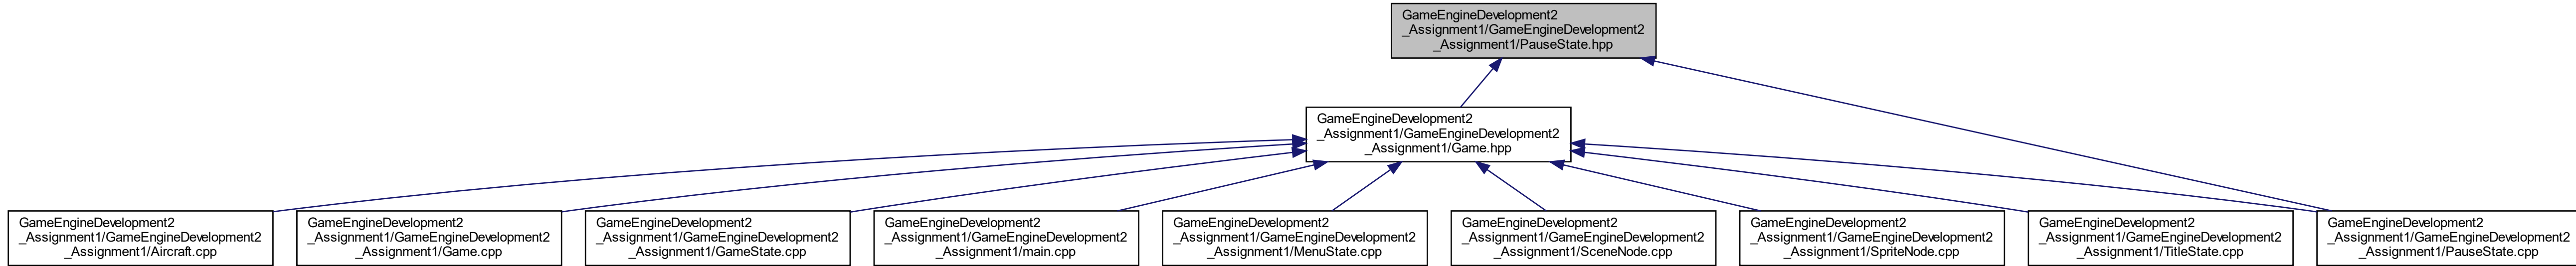 GameEngineDevelopment2
_Assignment1/GameEngineDevelopment2
_Assignment1/PauseState.hpp
GameEngineDevelopment2
_Assignment1/GameEngineDevelopment2
_Assignment1/Game.hpp
GameEngineDevelopment2
_Assignment1/GameEngineDevelopment2
_Assignment1/Aircraft.cpp
GameEngineDevelopment2
_Assignment1/GameEngineDevelopment2
_Assignment1/Game.cpp
GameEngineDevelopment2
_Assignment1/GameEngineDevelopment2
_Assignment1/GameState.cpp
GameEngineDevelopment2
_Assignment1/GameEngineDevelopment2
_Assignment1/main.cpp
GameEngineDevelopment2
_Assignment1/GameEngineDevelopment2
_Assignment1/MenuState.cpp
GameEngineDevelopment2
_Assignment1/GameEngineDevelopment2
_Assignment1/SceneNode.cpp
GameEngineDevelopment2
_Assignment1/GameEngineDevelopment2
_Assignment1/SpriteNode.cpp
GameEngineDevelopment2
_Assignment1/GameEngineDevelopment2
_Assignment1/TitleState.cpp
GameEngineDevelopment2
_Assignment1/GameEngineDevelopment2
_Assignment1/PauseState.cpp